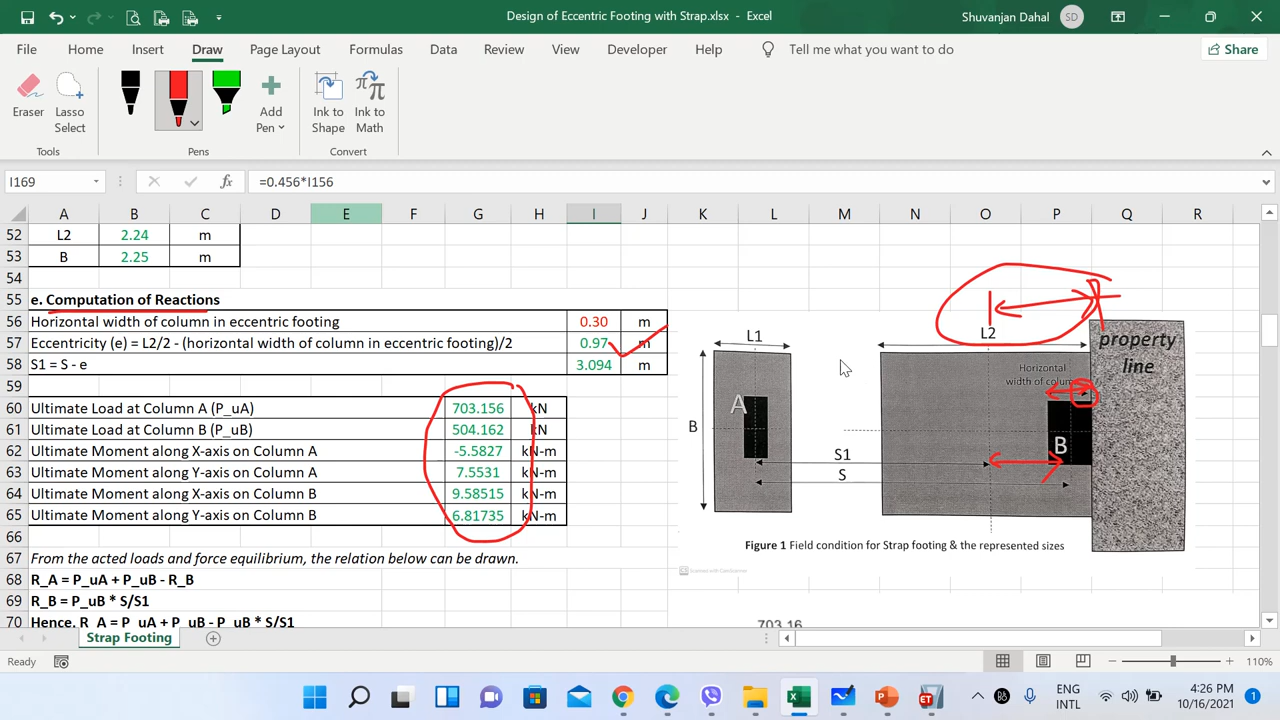 Design of Eccentric Footing with Strap.xlsx - Excel
Shuvanjan Dahal SD
File Home Insert Draw Page Layout Formulas Data Review View Developer Help Tell me what you want to do Share
Eraser
Lasso Select
Add Pen
Ink to Shape
Ink to Math
Tools Pens Convert
I169 fx =0.456*I156
A B C D E F G H I J K L M N O P Q R
52 L2 2.24 m
53 B 2.25 m
54
55 e. Computation of Reactions
56 Horizontal width of column in eccentric footing 0.30 m
57 Eccentricity (e) = L2/2 - (horizontal width of column in eccentric footing)/2 0.97 m
58 S1 = S - e 3.094 m
59
60 Ultimate Load at Column A (P_uA) 703.156 kN
61 Ultimate Load at Column B (P_uB) 504.162 kN
62 Ultimate Moment along X-axis on Column A -5.5827 kN-m
63 Ultimate Moment along Y-axis on Column A 7.5531 kN-m
64 Ultimate Moment along X-axis on Column B 9.58515 kN-m
65 Ultimate Moment along Y-axis on Column B 6.81735 kN-m
66
67 From the acted loads and force equilibrium, the relation below can be drawn.
68 R_A = P_uA + P_uB - R_B
69 R_B = P_uB * S/S1
70 Hence, R_A = P_uA + P_uB - P_uB * S/S1
L1
L2
property line
Horizontal
width of
A
B
B
S1
S
Figure 1 Field condition for Strap footing & the represented sizes
CS Scanned with CamScanner
703.16
Strap Footing
Ready
110%
ENG
INTL
4:26 PM
10/16/2021